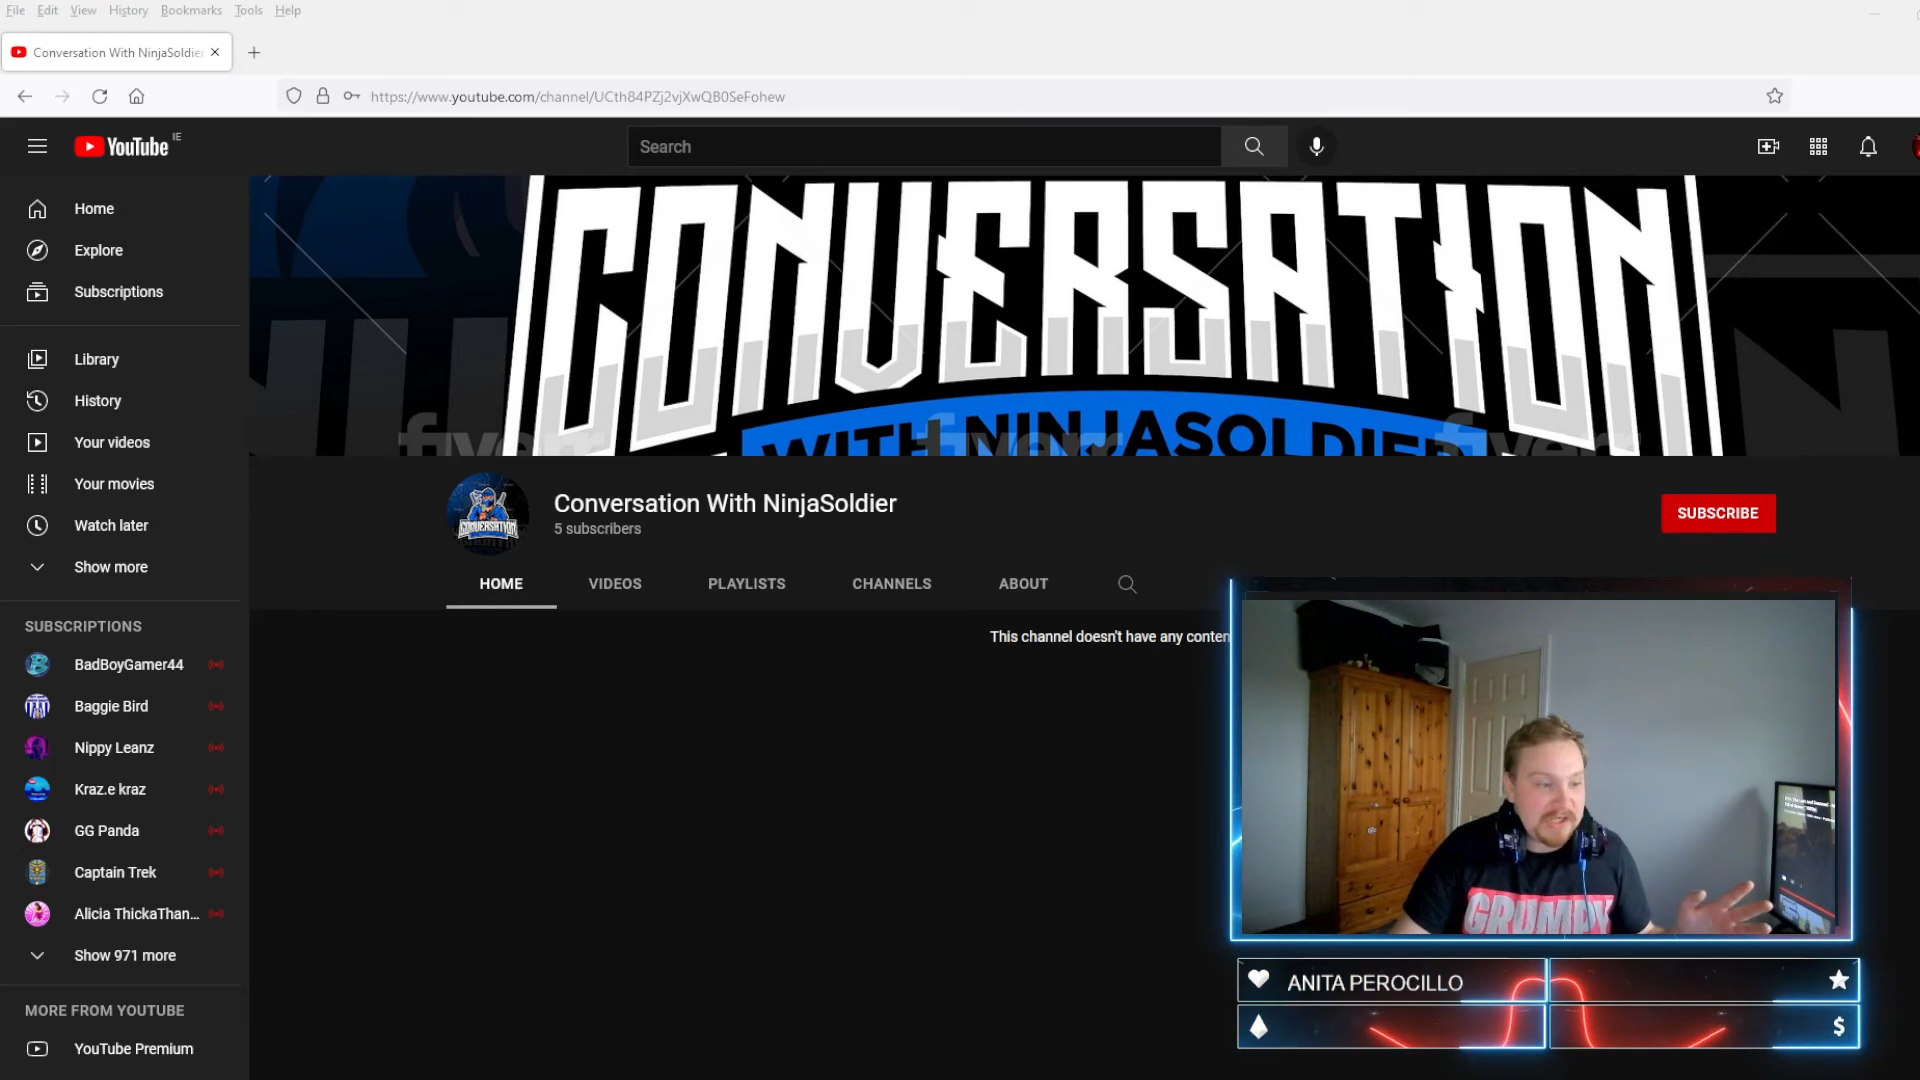 File Edit View History Bookmarks Tools Help
Conversation With NinjaSoldier
https://www.youtube.com/channel/UCth84PZj2vjXwQB0SeFohew
YouTube IE
Search
Home
Explore
Subscriptions
Library
History
Your videos
Your movies
Watch later
Show more
SUBSCRIPTIONS
BadBoyGamer44
Baggie Bird
Nippy Leanz
Kraz.e kraz
GG Panda
Captain Trek
Alicia ThickaThan...
Show 971 more
MORE FROM YOUTUBE
YouTube Premium
CONVERSATION
WITH NINJASOLDIER
fiverr fiverr fiverr
CONVERSATION
Conversation With NinjaSoldier
5 subscribers
SUBSCRIBE
HOME VIDEOS PLAYLISTS CHANNELS ABOUT
This channel doesn't have any conten
GRUMPY
ANITA PEROCILLO
$